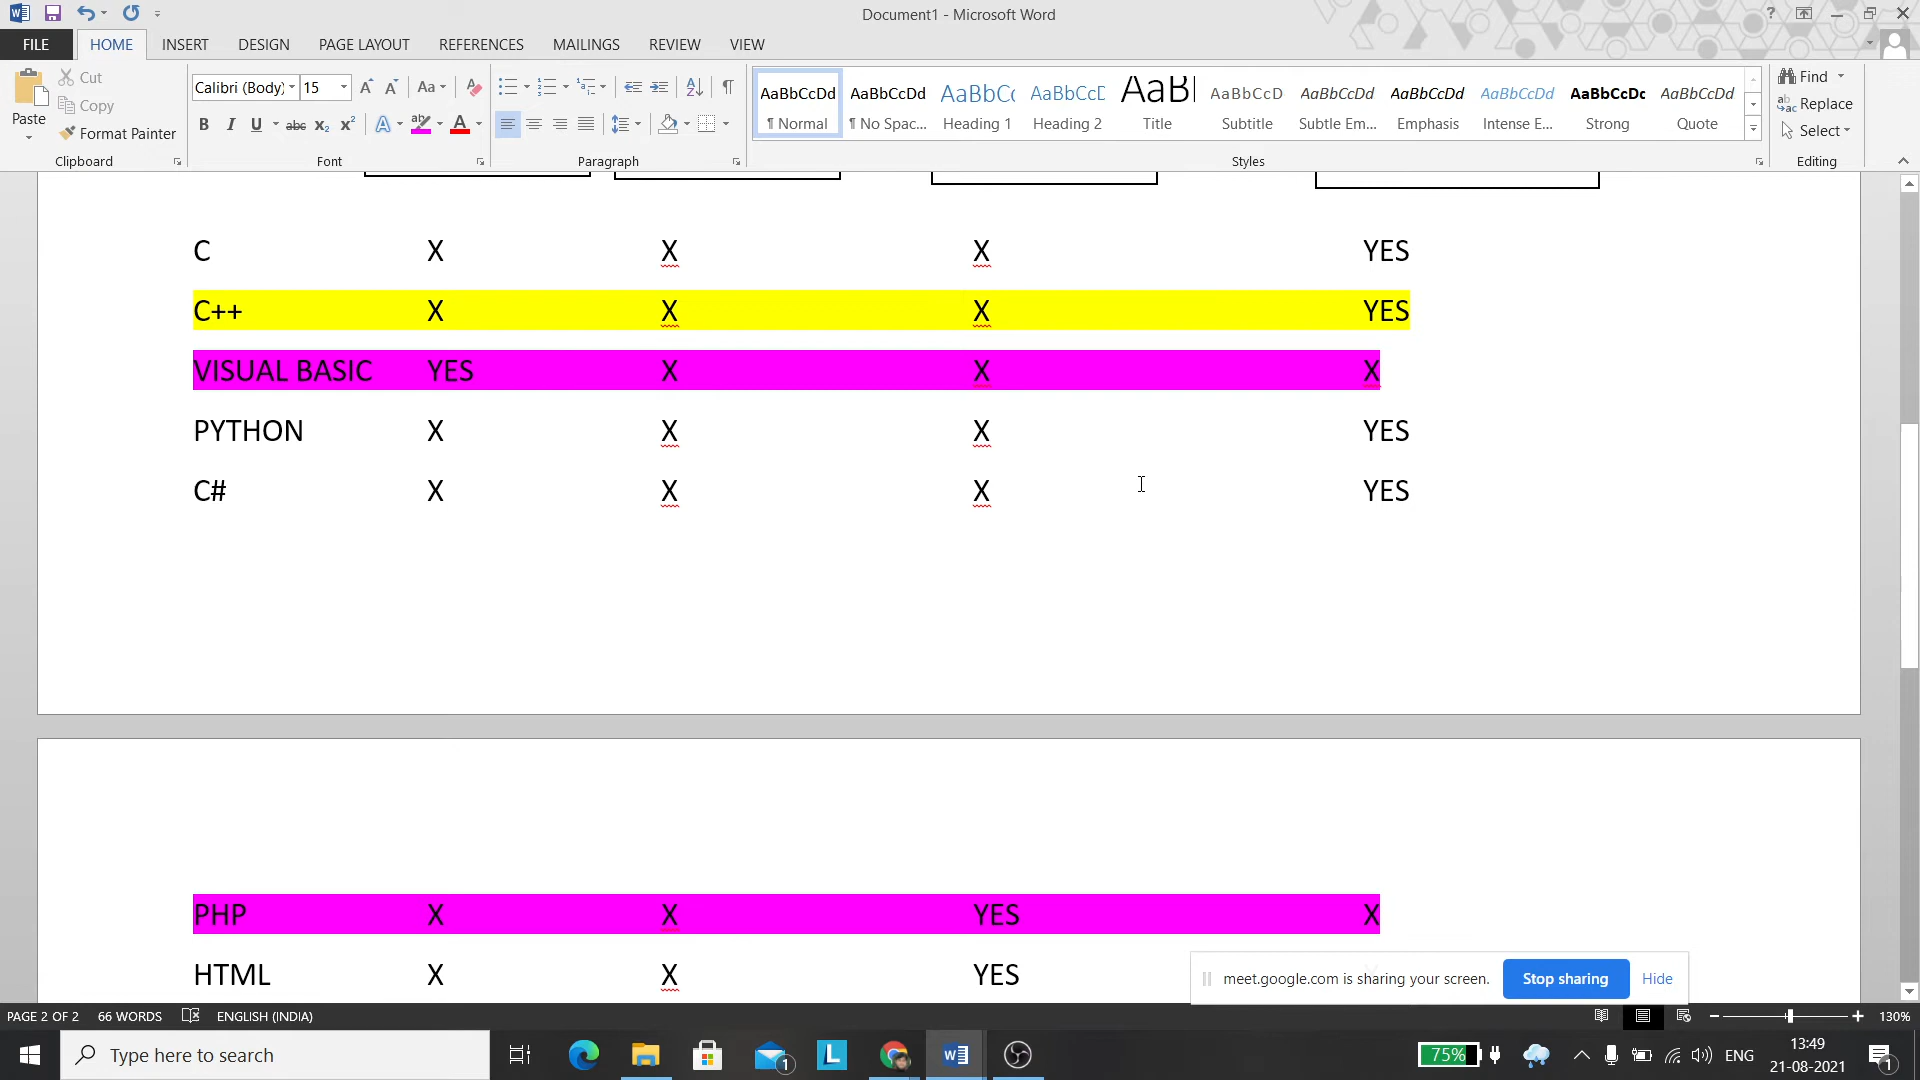 Document1 - Microsoft Word
FILE HOME INSERT DESIGN PAGE LAYOUT REFERENCES MAILINGS REVIEW VIEW
Paste
Cut
Copy
Format Painter
Clipboard
Calibri (Body) 15
Font
Paragraph
AaBbCcDd AaBbCcDd AaBbCc AaBbCcD AaBl AaBbCcD AaBbCcDd AaBbCcDd AaBbCcDd AaBbCcDc AaBbCcDd
¶ Normal ¶ No Spac... Heading 1 Heading 2 Title Subtitle Subtle Em... Emphasis Intense E... Strong Quote
Styles
Find
Replace
Select
Editing
C X X X YES
C++ X X X YES
VISUAL BASIC YES X X X
PYTHON X X X YES
C# X X X YES
PHP X X YES X
HTML X X YES
meet.google.com is sharing your screen. Stop sharing Hide
PAGE 2 OF 2 66 WORDS ENGLISH (INDIA) 130%
Type here to search
75% ENG 13:49
21-08-2021